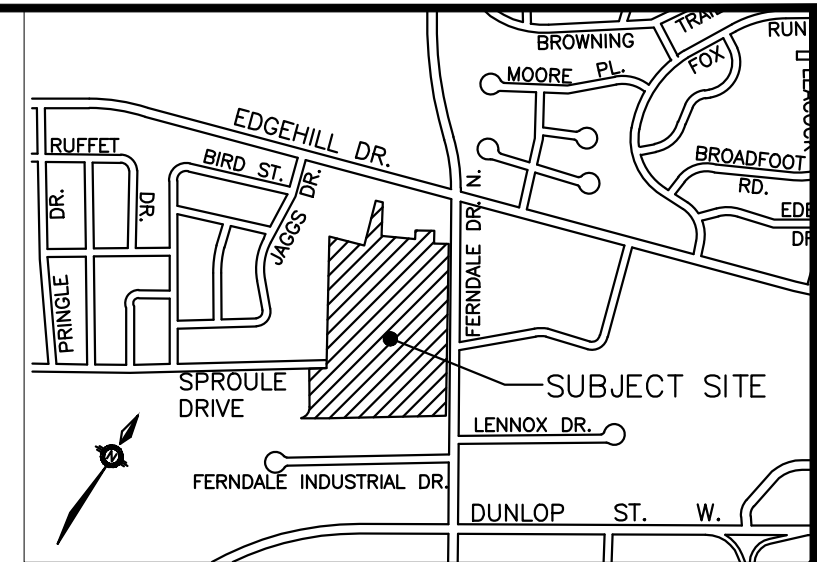 TRAIL
RUN
BROWNING
FOX
MOORE PL.
EDGEHILL DR.
RUFFET
BIRD ST.
BROADFOOT
RD.
DR.
DR.
JAGGS DR.
FERNDALE DR. N.
PRINGLE
SPROULE
DRIVE
SUBJECT SITE
LENNOX DR.
FERNDALE INDUSTRIAL DR.
DUNLOP ST. W.
N